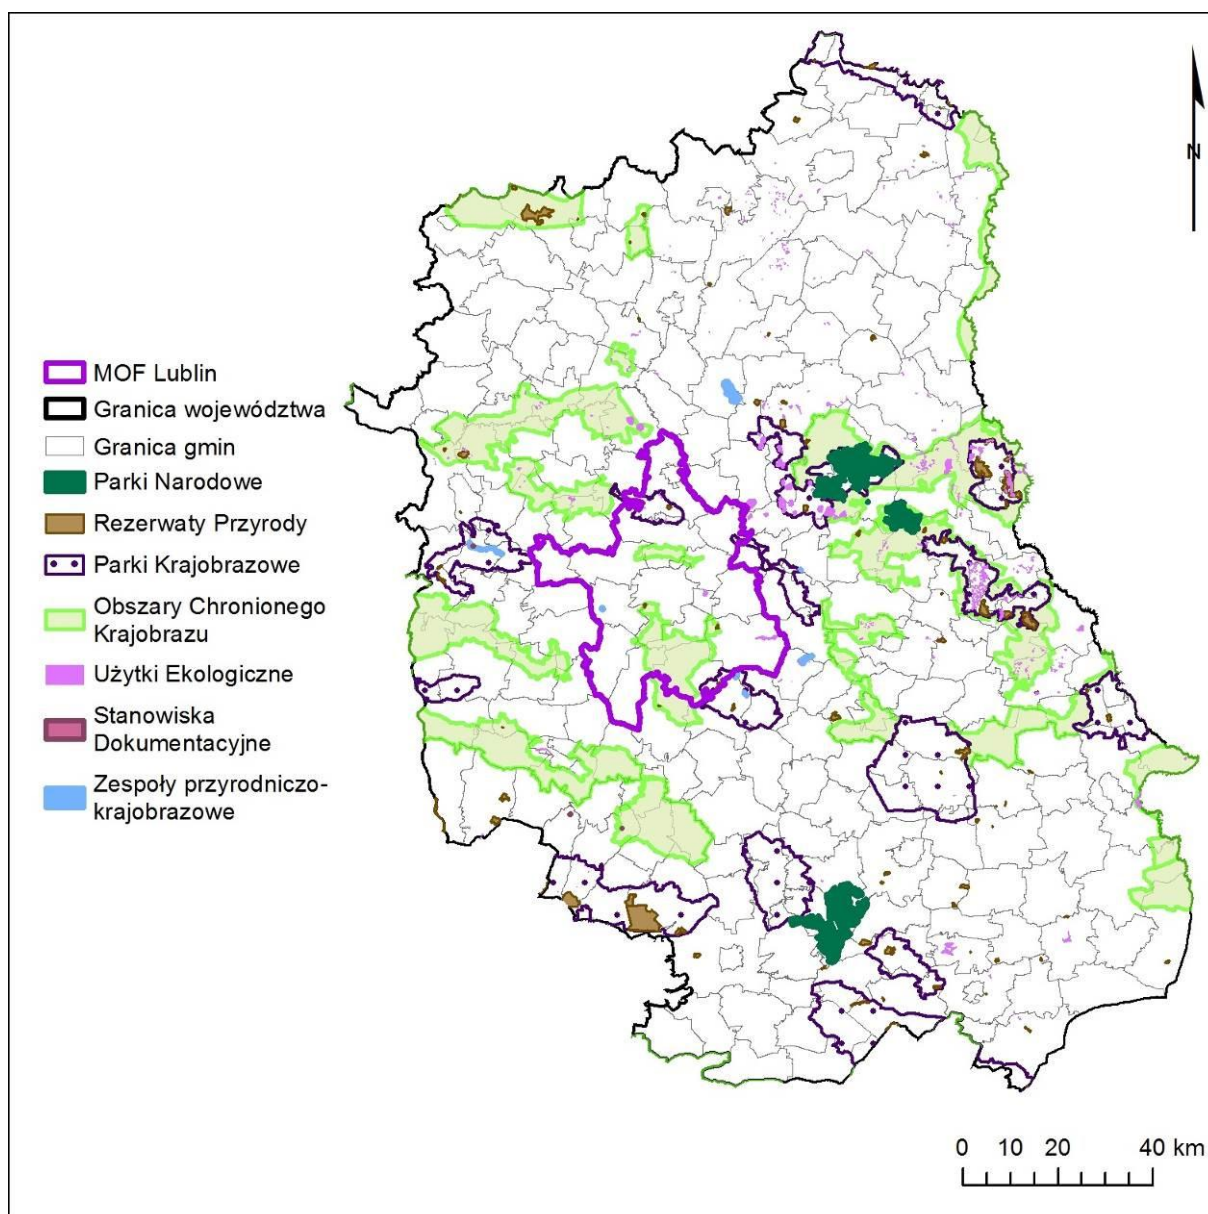 N
MOF Lublin
Granica województwa
Granica gmin
Parki Narodowe
Rezerwaty Przyrody
Parki Krajobrazowe
Obszary Chronionego
Krajobrazu
Użytki Ekologiczne
Stanowiska
Dokumentacyjne
Zespoły przyrodniczo-
krajobrazowe
0 10 20 40 km